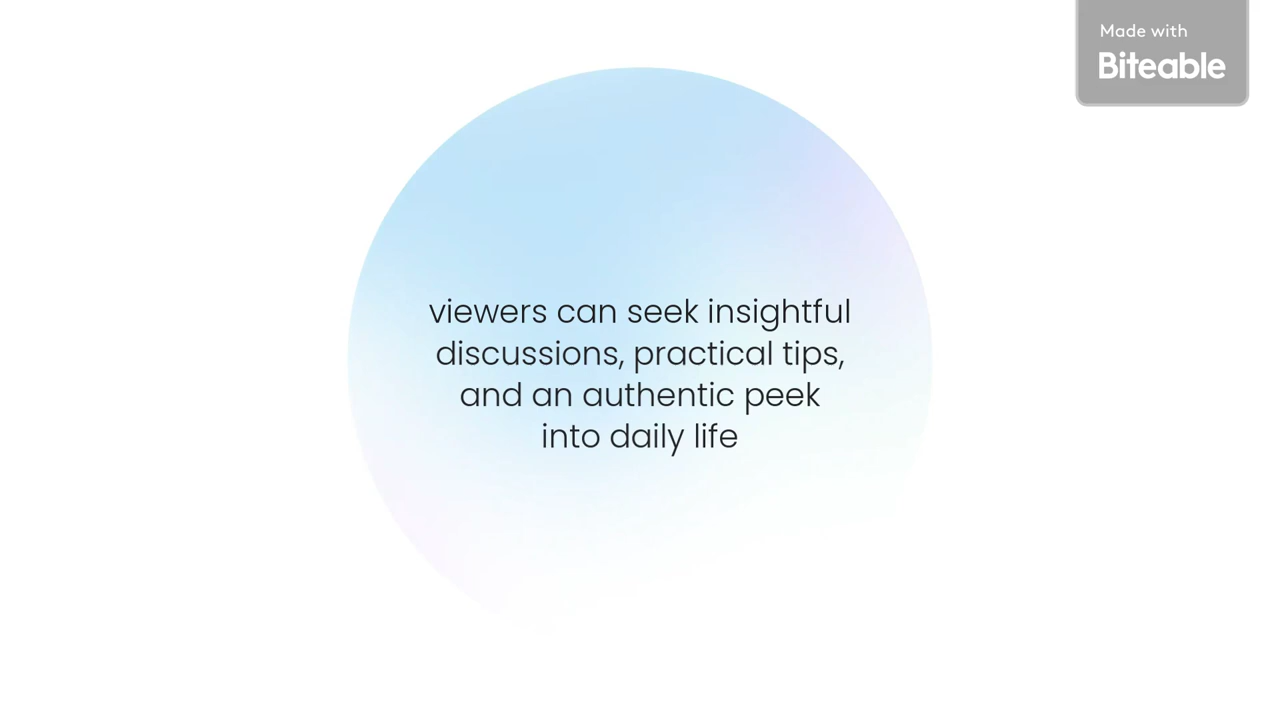 Made with
Biteable
viewers can seek insightful
discussions, practical tips,
and an authentic peek
into daily life